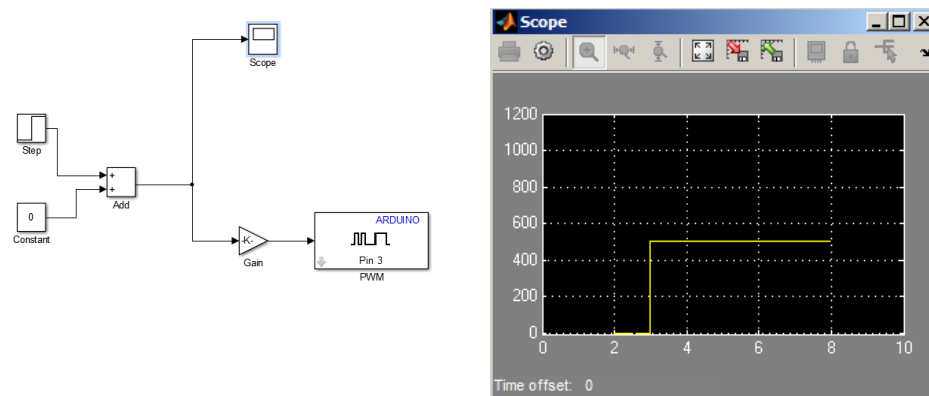 Scope
Step
Add
0
Constant
-K-
Gain
ARDUINO
Pin 3
PWM
Scope
1200
1000
800
600
400
200
0
0
2
4
6
8
10
Time offset: 0